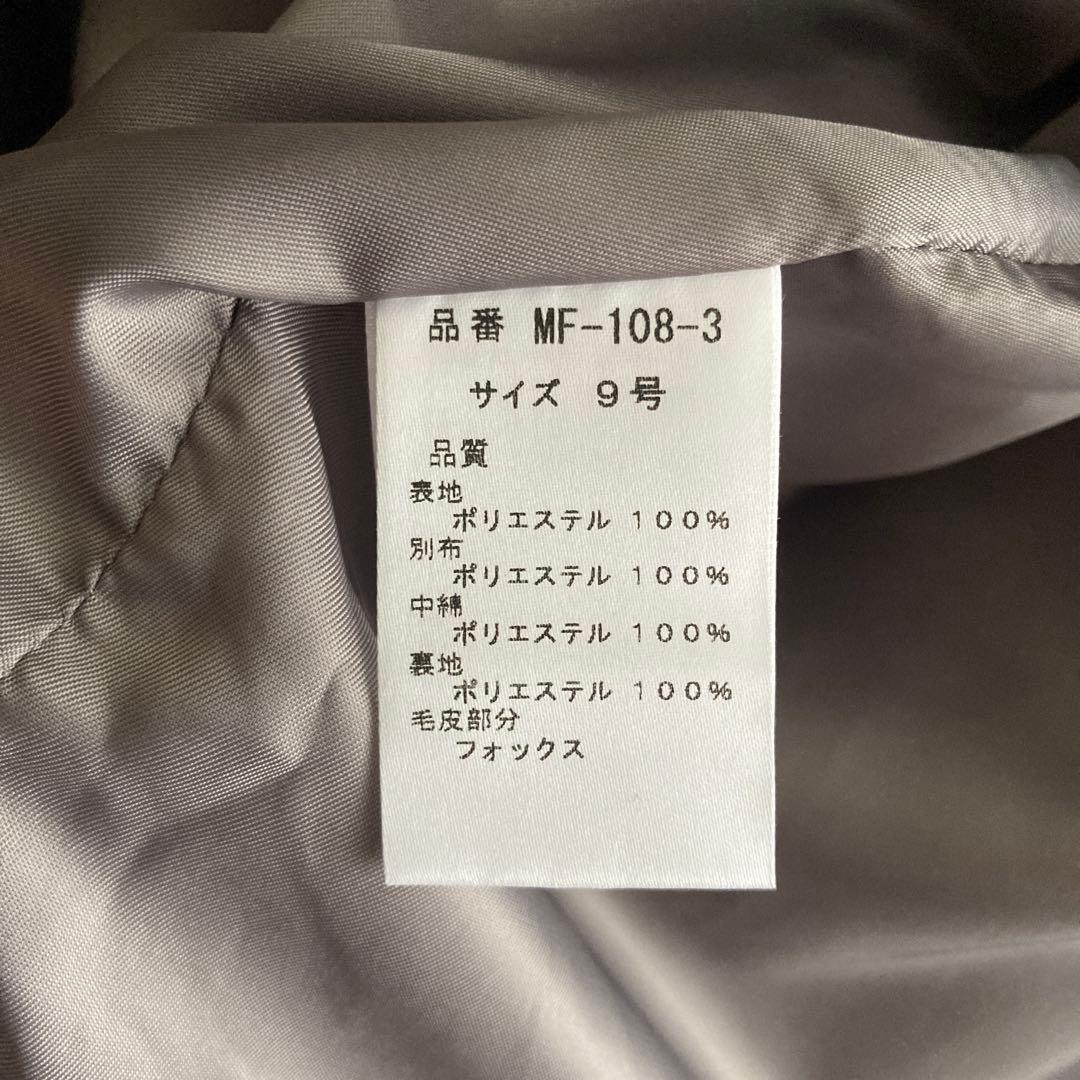 品番 MF-108-3
サイズ 9号
品質
表地
ポリエステル 100%
別布
ポリエステル 100%
中綿
ポリエステル 100%
裏地
ポリエステル 100%
毛皮部分
フォックス